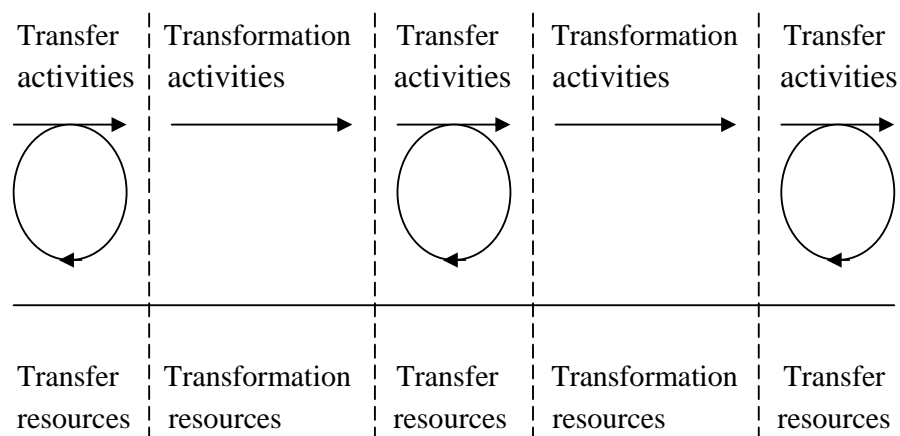 Transfer Transformation Transfer Transformation Transfer
activities activities activities activities activities
Transfer Transformation Transfer Transformation Transfer
resources resources resources resources resources